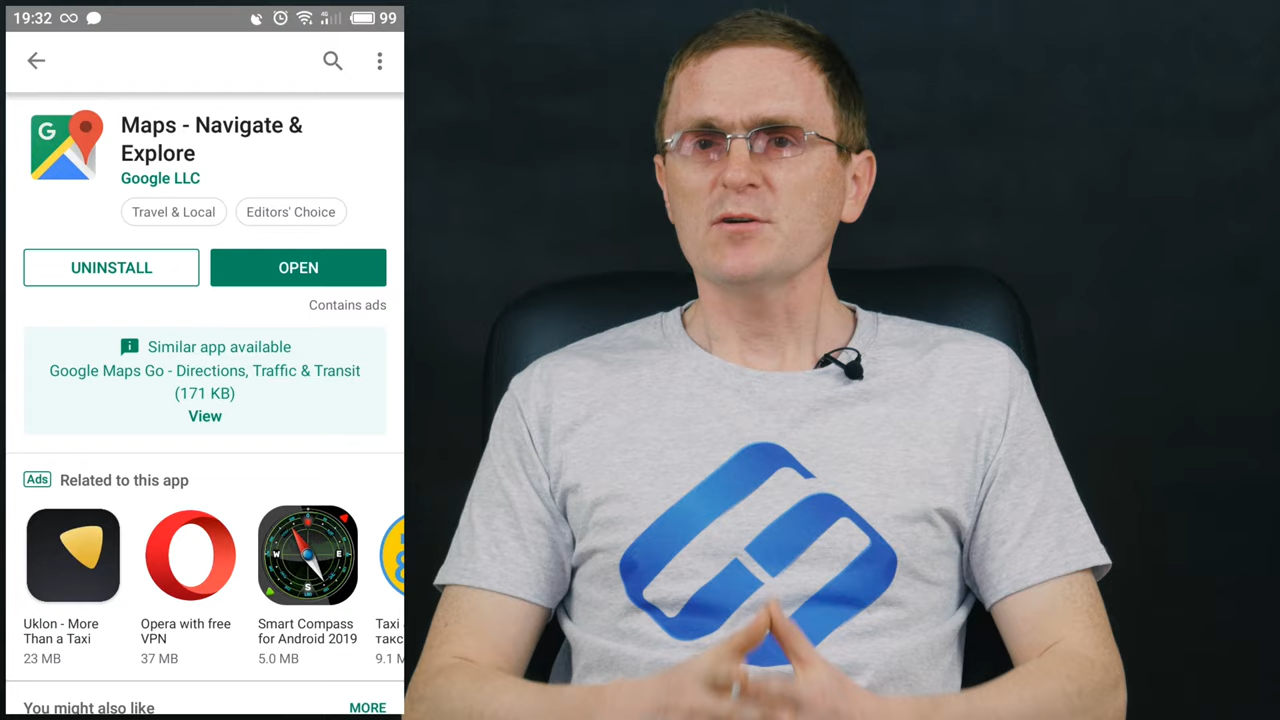 19:32
4G
99
Maps - Navigate &
Explore
Google LLC
Travel & Local
Editors' Choice
UNINSTALL
OPEN
Contains ads
Similar app available
Google Maps Go - Directions, Traffic & Transit
(171 KB)
View
Ads Related to this app
W E
S
Uklon - More
Than a Taxi
23 MB
Opera with free
VPN
37 MB
Smart Compass
for Android 2019
5.0 MB
Taxi
такс
9.1 M
You might also like
MORE